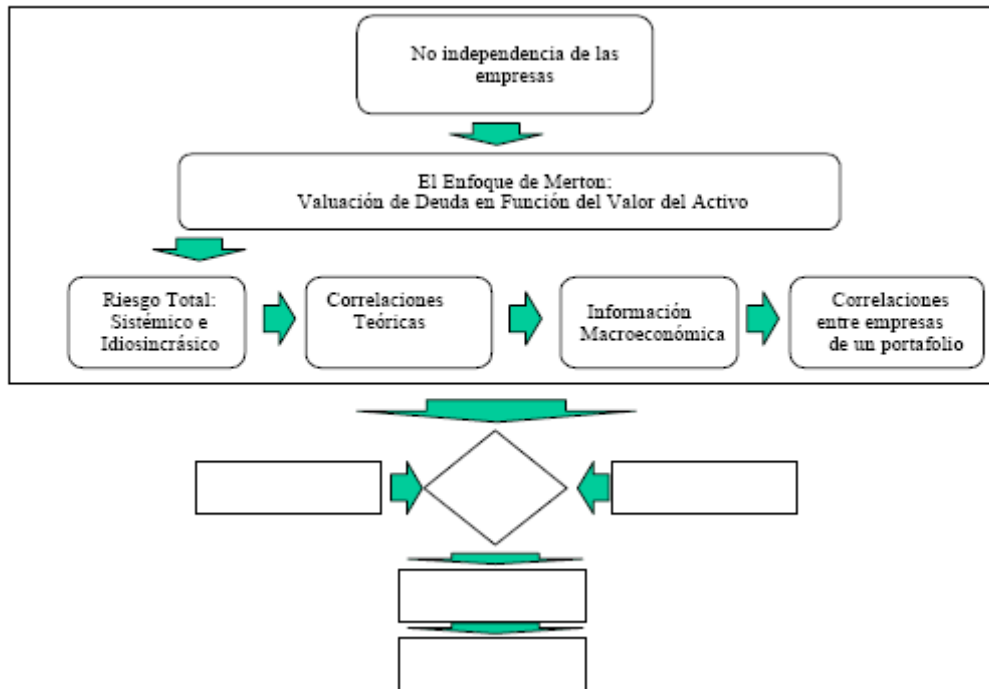 No independencia de las
empresas
El Enfoque de Merton:
Valuación de Deuda en Función del Valor del Activo
Riesgo Total:
Sistémico e
Idiosincrásico
Correlaciones
Teóricas
Información
Macroeconómica
Correlaciones
entre empresas
de un portafolio